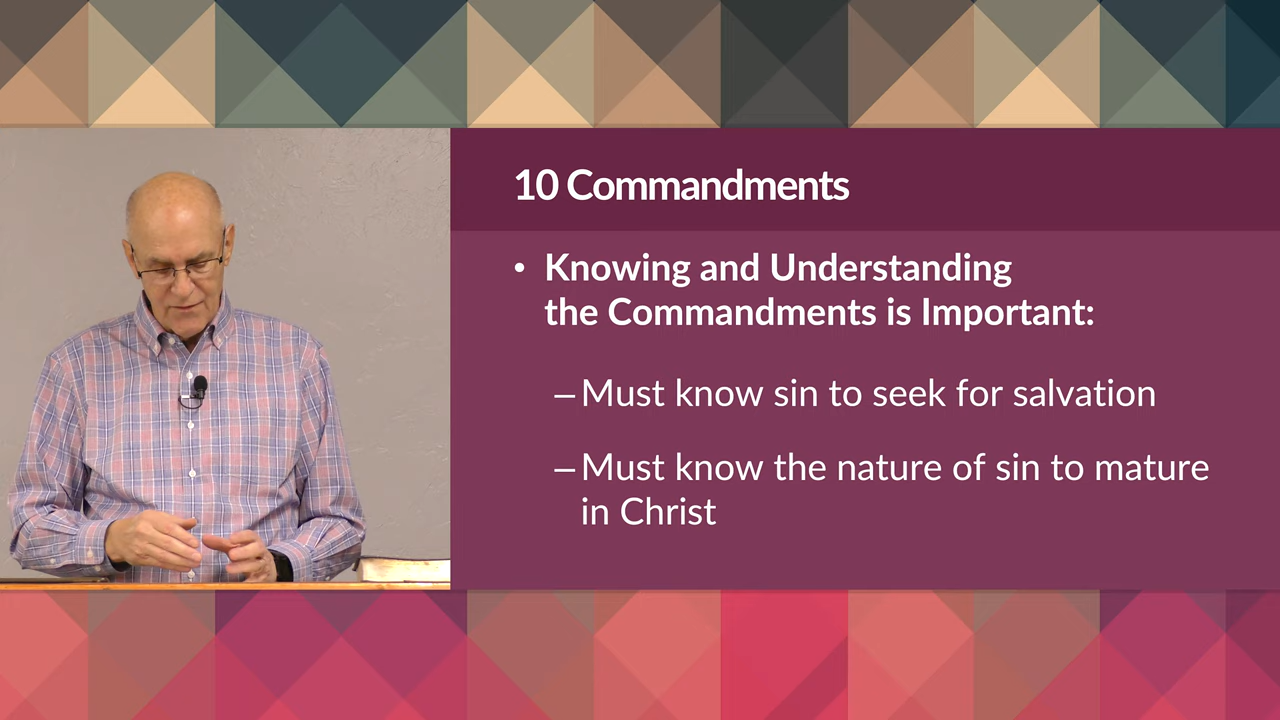 10 Commandments
• Knowing and Understanding
the Commandments is Important:
– Must know sin to seek for salvation
– Must know the nature of sin to mature
in Christ